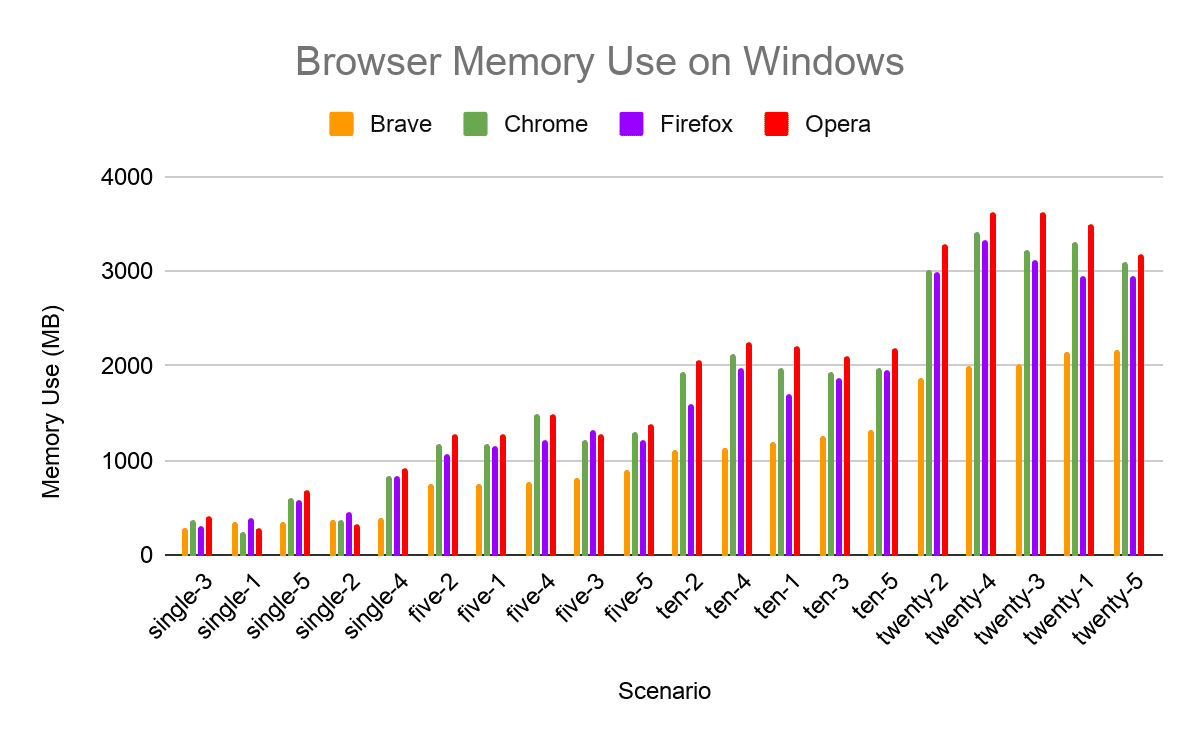 Browser Memory Use on Windows
Brave Chrome Firefox Opera
4000
3000
2000
1000
0
Memory Use (MB)
single-3
single-1
single-5
single-2
single-4
five-2
five-1
five-4
five-3
five-5
ten-2
ten-4
ten-1
ten-3
ten-5
twenty-2
twenty-4
twenty-3
twenty-1
twenty-5
Scenario